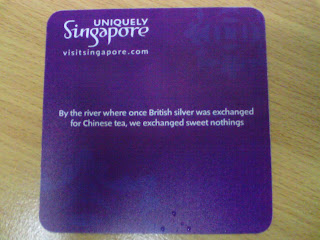 UNIQUELY
Singapore
visitsingapore.com
By the river where once British silver was exchanged
for Chinese tea, we exchanged sweet nothings